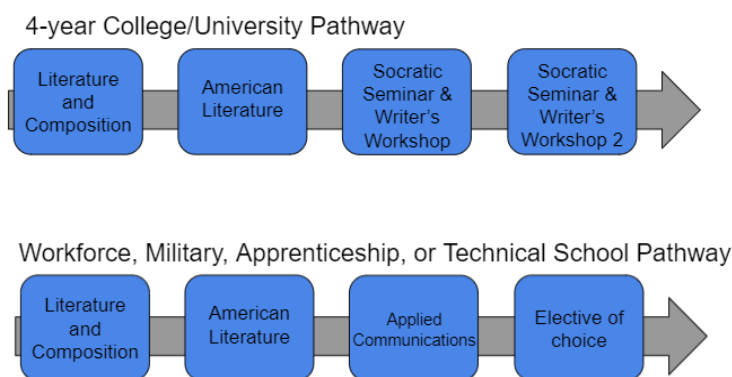 4-year College/University Pathway
Literature
and
Composition
American
Literature
Socratic
Seminar &
Writer's
Workshop
Socratic
Seminar &
Writer's
Workshop 2
Workforce, Military, Apprenticeship, or Technical School Pathway
Literature
and
Composition
American
Literature
Applied
Communications
Elective of
choice